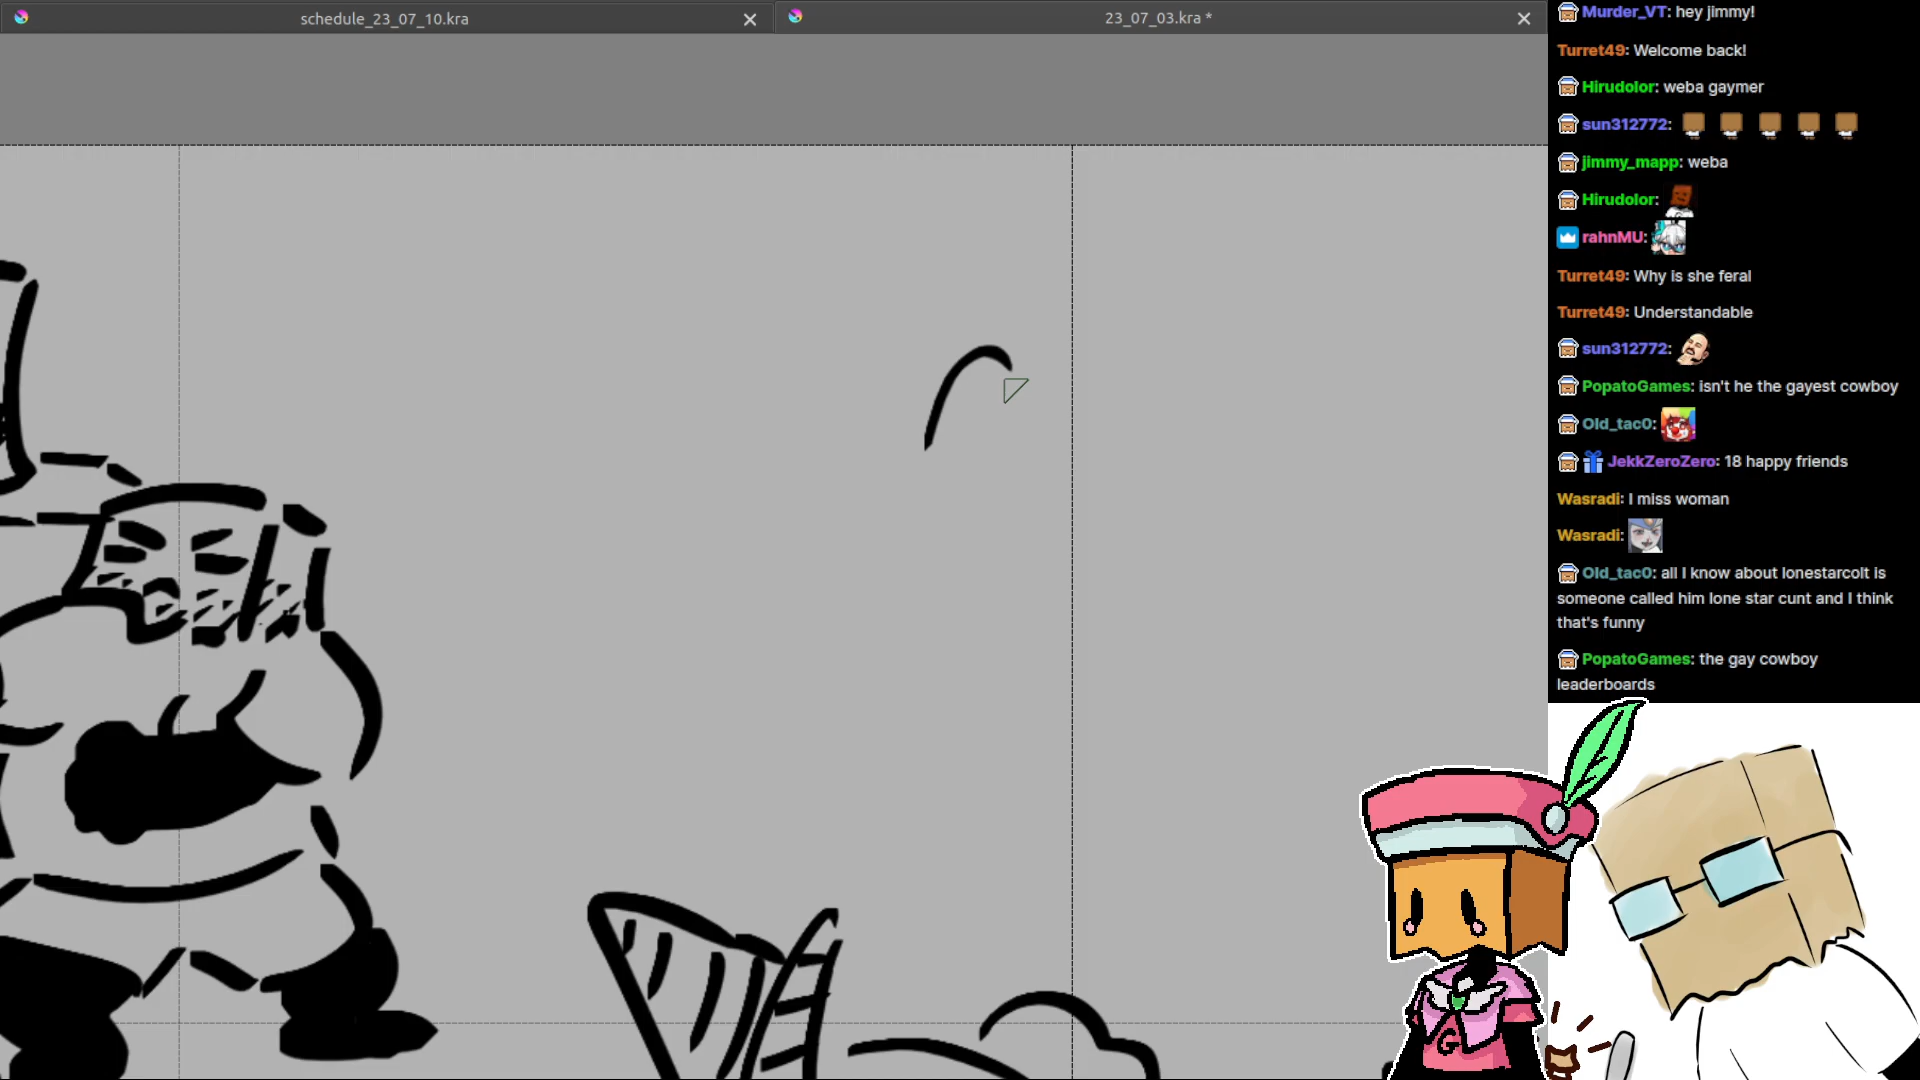 schedule_23_07_10.kra
23_07_03.kra *
Murder_VT: hey jimmy!
Turret49: Welcome back!
Hirudolor: weba gaymer
sun312772:
jimmy_mapp: weba
Hirudolor:
rahnMU:
Turret49: Why is she feral
Turret49: Understandable
sun312772:
PopatoGames: isn't he the gayest cowboy
Old_tac0:
JekkZeroZero: 18 happy friends
Wasradi: I miss woman
Wasradi:
Old_tac0: all I know about lonestarcolt is
someone called him lone star cunt and I think
that's funny
PopatoGames: the gay cowboy
leaderboards
G